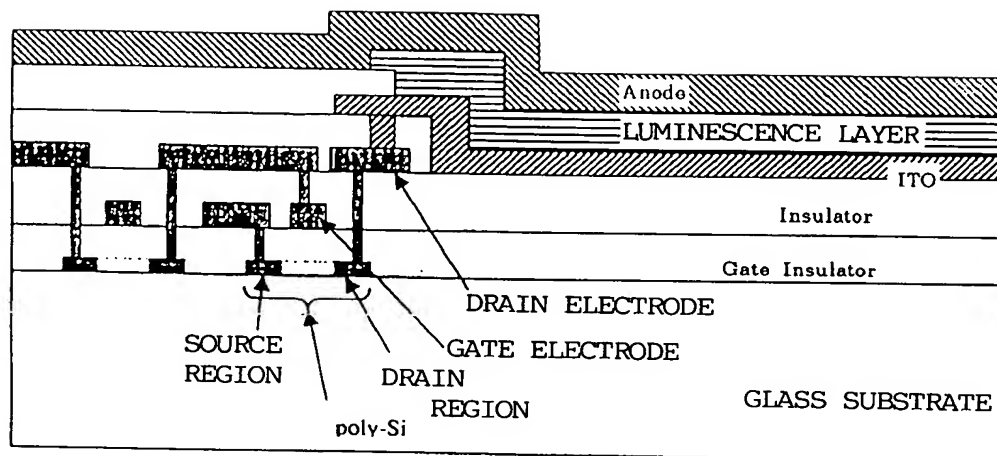 Anode
LUMINESCENCE LAYER
ITO
Insulator
Gate Insulator
DRAIN ELECTRODE
SOURCE
REGION
GATE ELECTRODE
DRAIN
REGION
poly-Si
GLASS SUBSTRATE